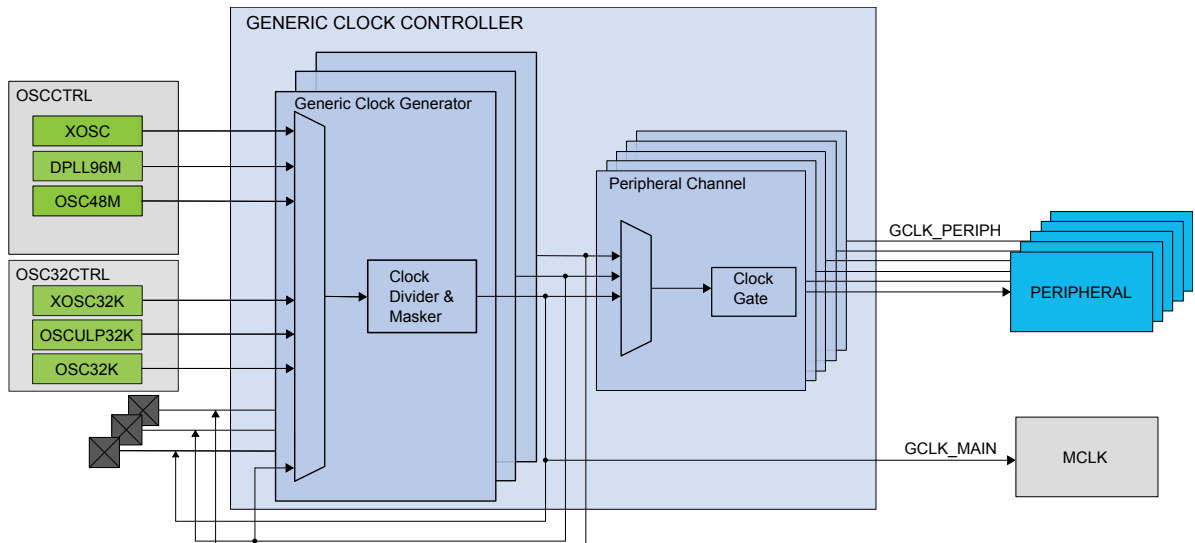 GENERIC CLOCK CONTROLLER
OSCCTRL
XOSC
DPLL96M
OSC48M
OSC32CTRL
XOSC32K
OSCULP32K
OSC32K
Generic Clock Generator
Clock
Divider &
Masker
Peripheral Channel
Clock
Gate
GCLK_PERIPH
PERIPHERAL
GCLK_MAIN
MCLK